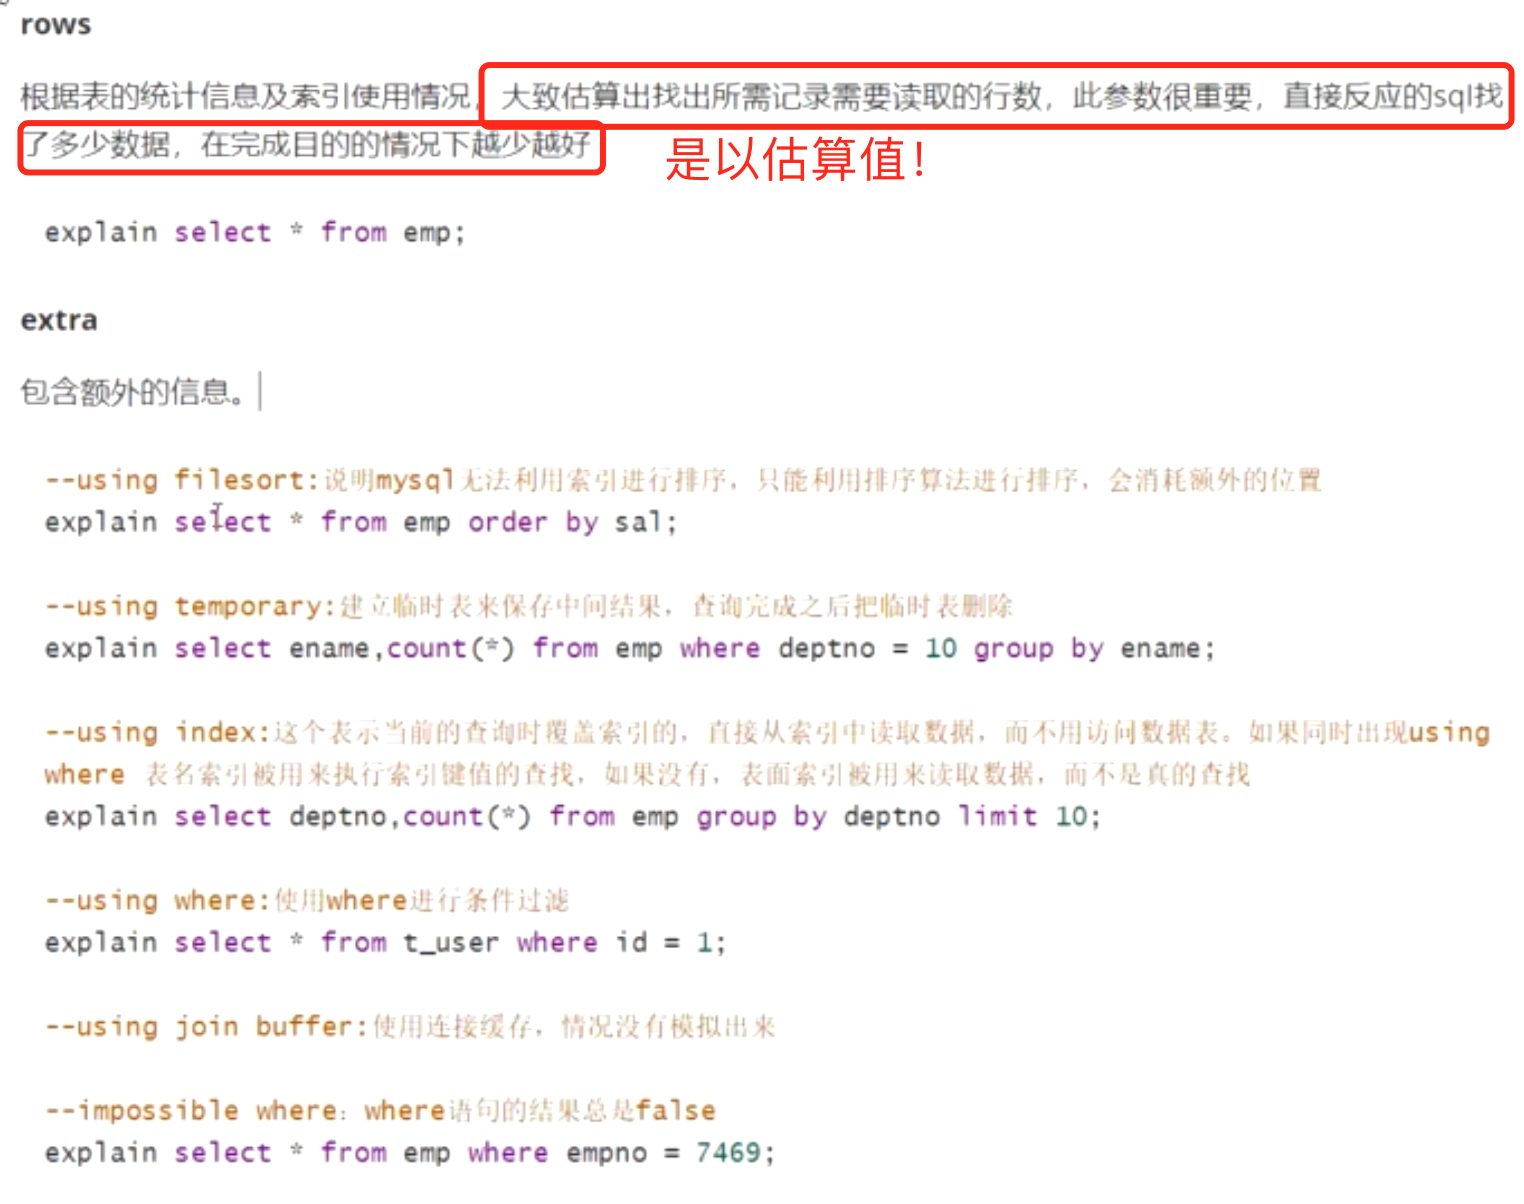 rows
根据表的统计信息及索引使用情况，大致估算出找出所需记录需要读取的行数，此参数很重要，直接反应的sql找
了多少数据，在完成目的的情况下越少越好
是以估算值！
explain select * from emp;
extra
包含额外的信息。
--using filesort:说明mysql无法利用索引进行排序，只能利用排序算法进行排序，会消耗额外的位置
explain select * from emp order by sal;
--using temporary:建立临时表来保存中间结果，查询完成之后把临时表删除
explain select ename,count(*) from emp where deptno = 10 group by ename;
--using index:这个表示当前的查询时覆盖索引的，直接从索引中读取数据，而不用访问数据表。如果同时出现using
where 表名索引被用来执行索引键值的查找，如果没有，表面索引被用来读取数据，而不是真的查找
explain select deptno,count(*) from emp group by deptno limit 10;
--using where:使用where进行条件过滤
explain select * from t_user where id = 1;
--using join buffer:使用连接缓存，情况没有模拟出来
--impossible where：where语句的结果总是false
explain select * from emp where empno = 7469;